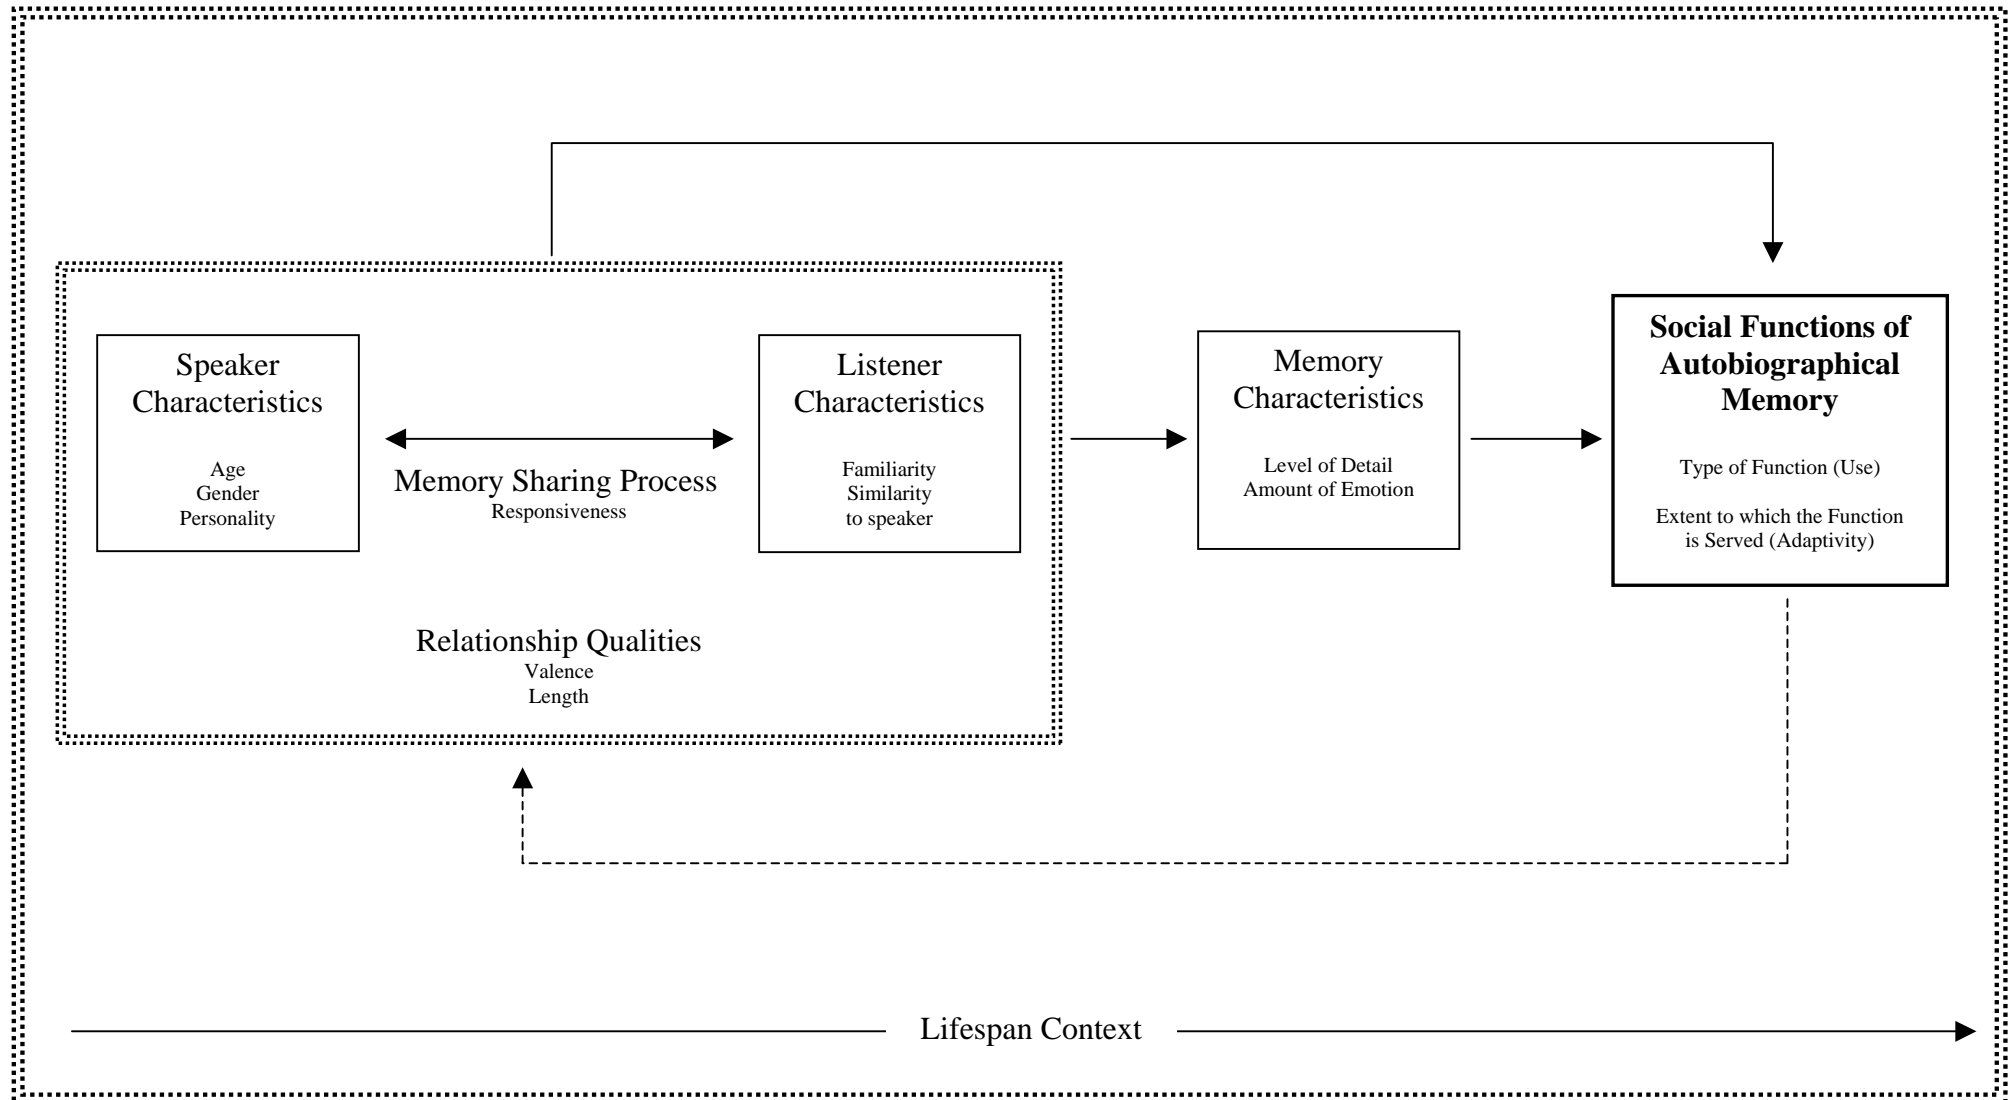 Speaker
Characteristics
Age
Gender
Personality
Memory Sharing Process
Responsiveness
Listener
Characteristics
Familiarity
Similarity
to speaker
Relationship Qualities
Valence
Length
Memory
Characteristics
Level of Detail
Amount of Emotion
Social Functions of
Autobiographical
Memory
Type of Function (Use)
Extent to which the Function
is Served (Adaptivity)
Lifespan Context